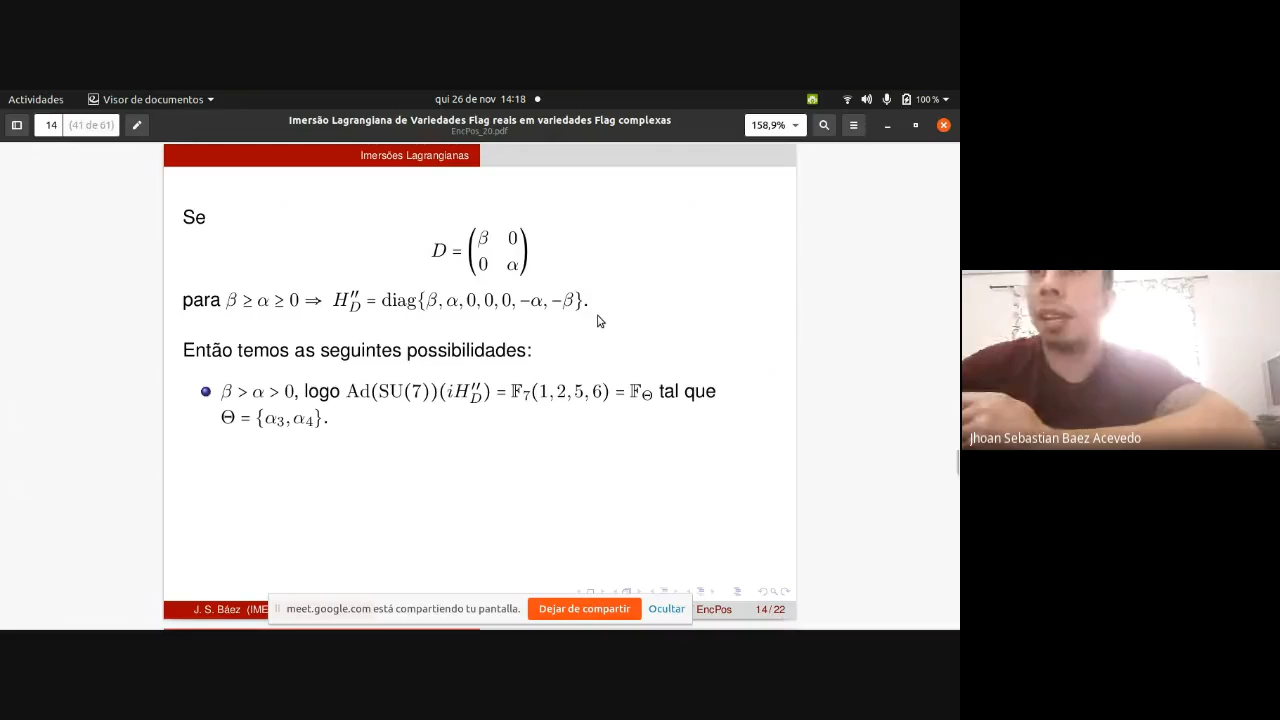 Actividades
Visor de documentos
qui 26 de nov 14:18
100 %
14
(41 de 61)
Imersão Lagrangiana de Variedades Flag reais em variedades Flag complexas
EncPos_20.pdf
158,9%
Imersões Lagrangianas
Se
D = (β 0
0 α)
para β ≥ α ≥ 0 ⇒ H''_D = diag{β, α, 0, 0, 0, −α, −β}.
Então temos as seguintes possibilidades:
β > α > 0, logo Ad(SU(7))(iH''_D) = 𝔽₇(1, 2, 5, 6) = 𝔽_Θ tal que
Θ = {α₃, α₄}.
Jhoan Sebastian Baez Acevedo
J. S. Báez (IME
meet.google.com está compartiendo tu pantalla.
Dejar de compartir
Ocultar
EncPos
14 / 22